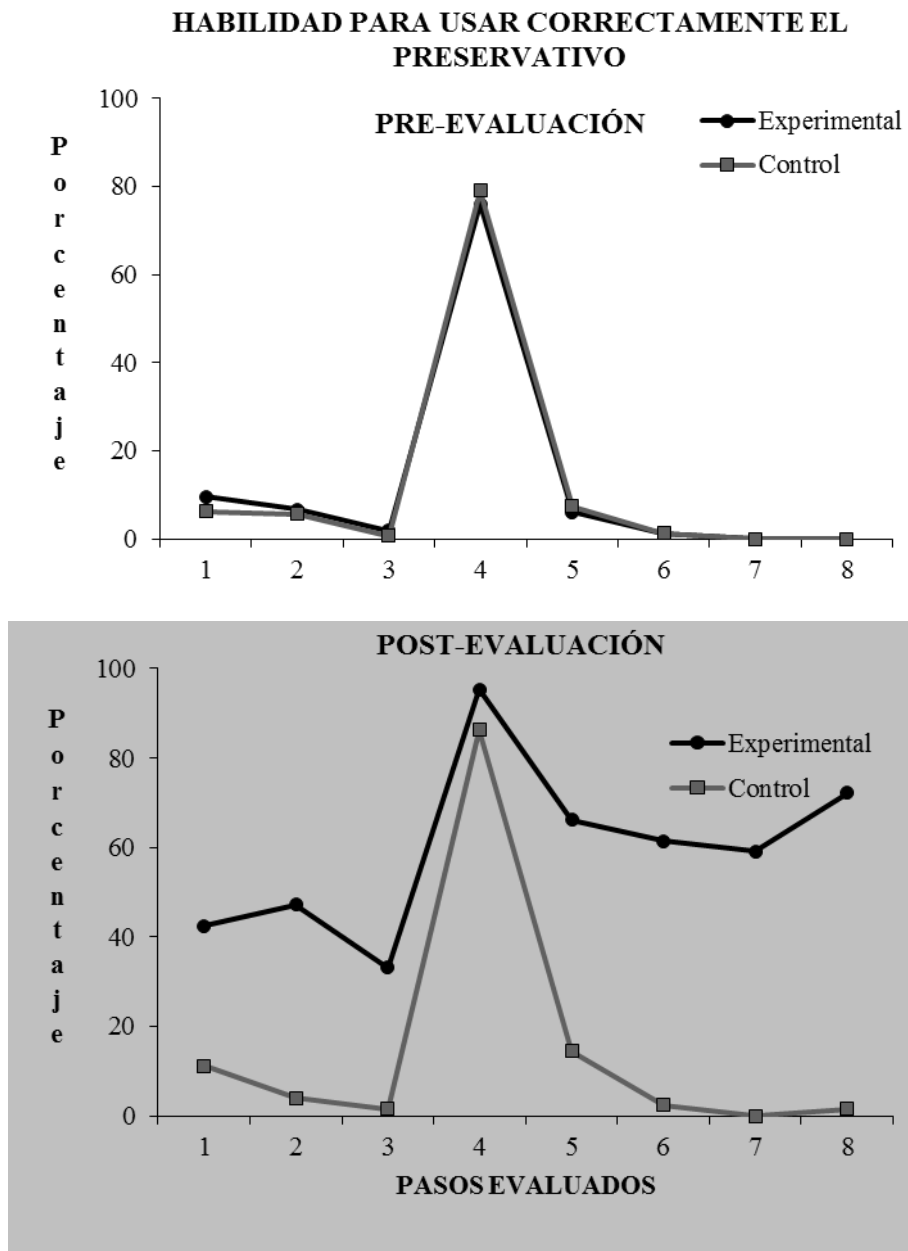 HABILIDAD PARA USAR CORRECTAMENTE EL
PRESERVATIVO
PRE-EVALUACIÓN
Experimental
Control
Porcentaje
100
80
60
40
20
0
1 2 3 4 5 6 7 8
POST-EVALUACIÓN
Experimental
Control
Porcentaje
100
80
60
40
20
0
1 2 3 4 5 6 7 8
PASOS EVALUADOS